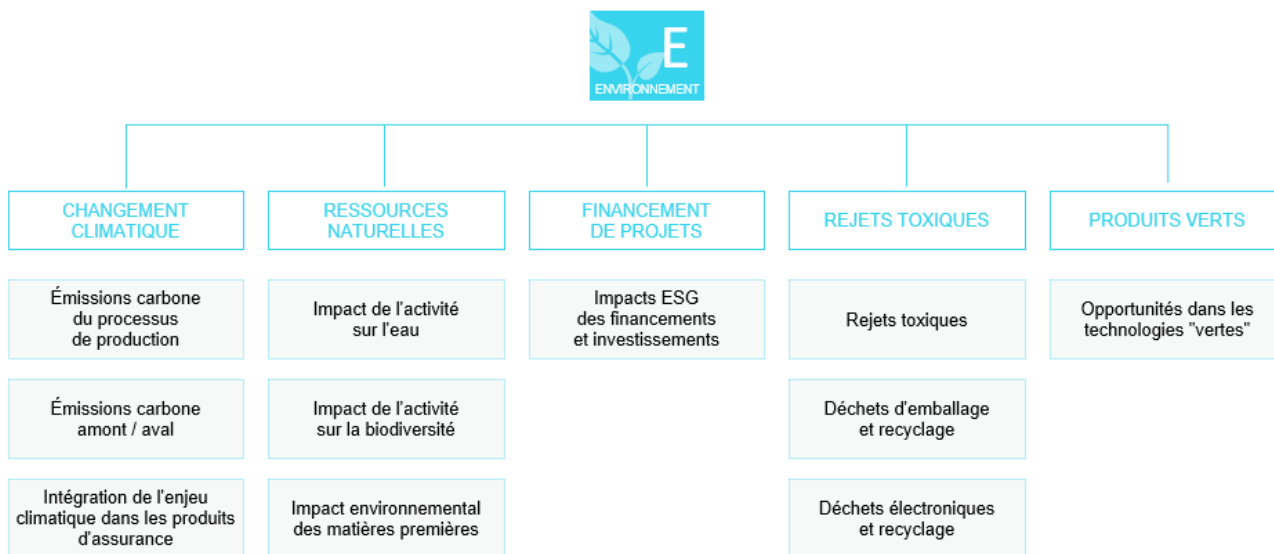 E
ENVIRONNEMENT
CHANGEMENT
CLIMATIQUE
Émissions carbone
du processus
de production
Émissions carbone
amont / aval
Intégration de l'enjeu
climatique dans les produits
d'assurance
RESSOURCES
NATURELLES
Impact de l'activité
sur l'eau
Impact de l'activité
sur la biodiversité
Impact environnemental
des matières premières
FINANCEMENT
DE PROJETS
Impacts ESG
des financements
et investissements
REJETS TOXIQUES
Rejets toxiques
Déchets d'emballage
et recyclage
Déchets électroniques
et recyclage
PRODUITS VERTS
Opportunités dans les
technologies "vertes"